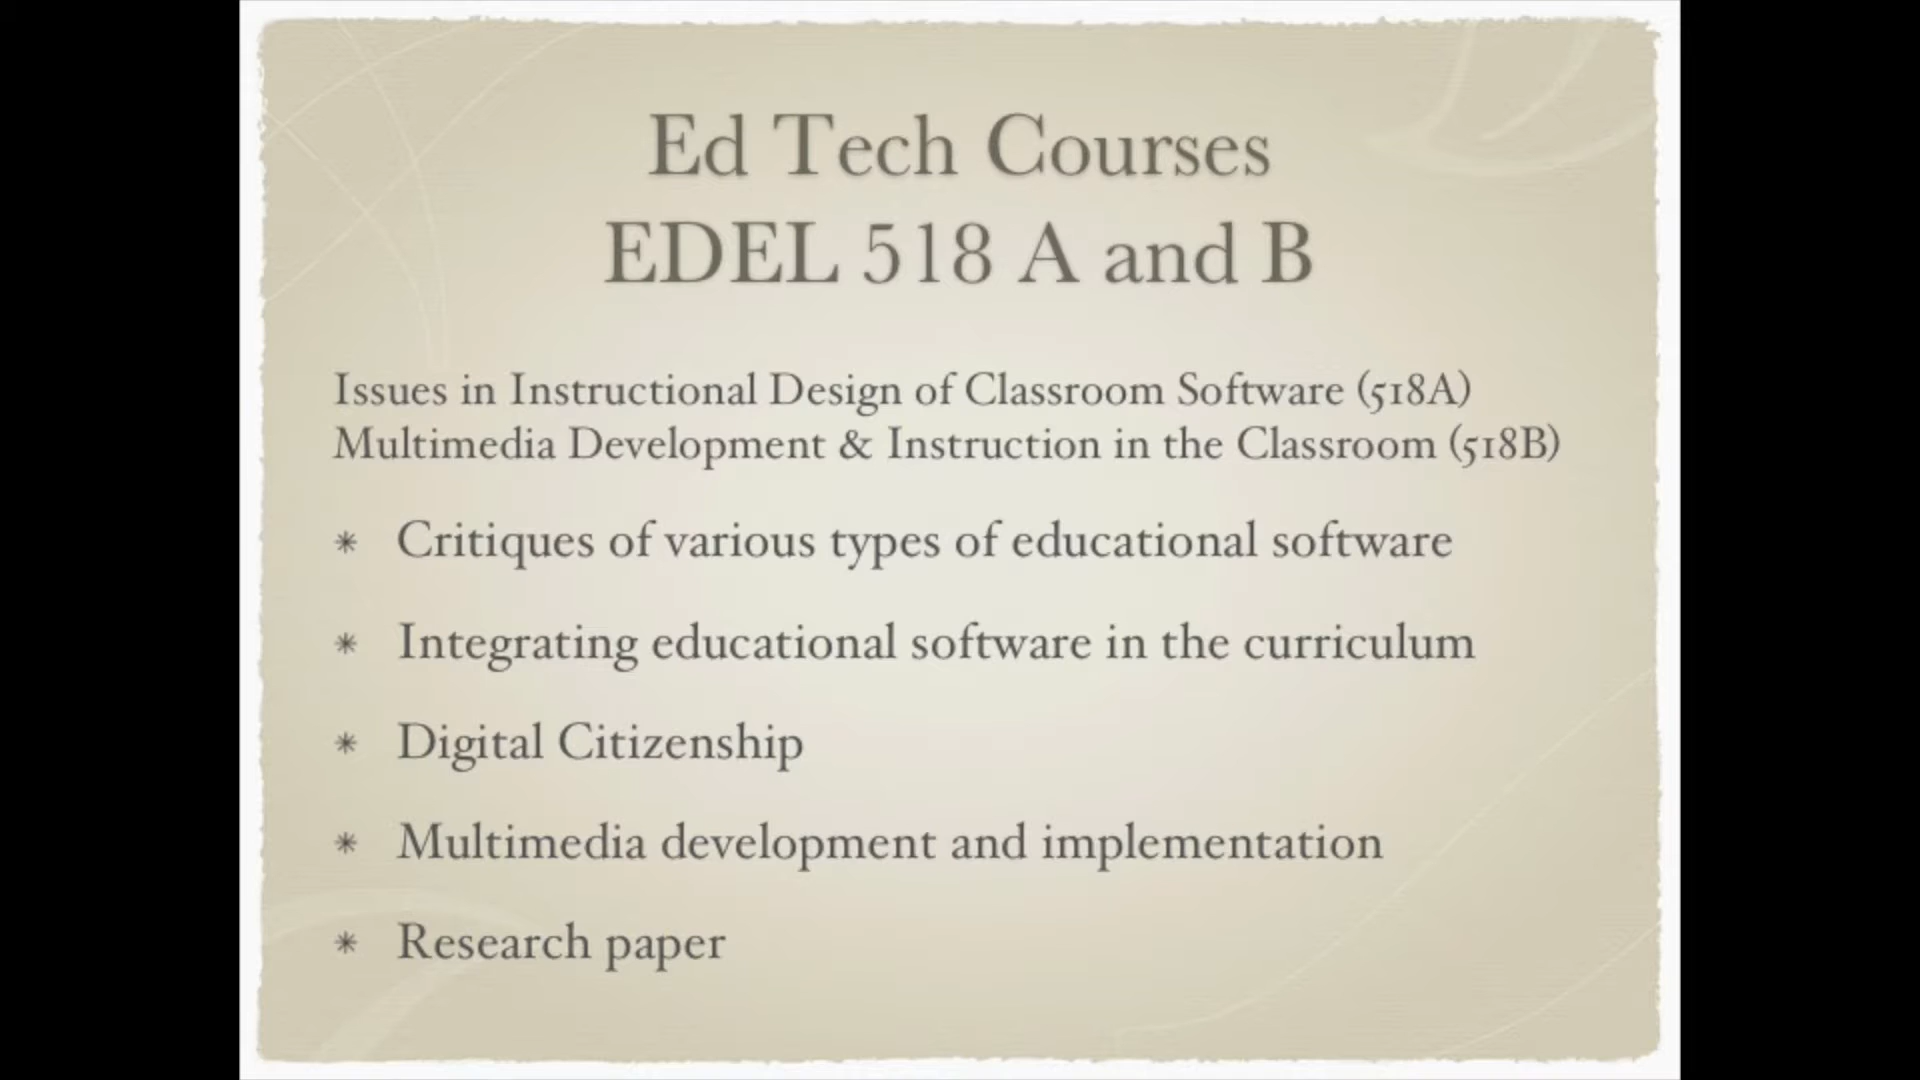 Ed Tech Courses
EDEL 518 A and B
Issues in Instructional Design of Classroom Software (518A)
Multimedia Development & Instruction in the Classroom (518B)
* Critiques of various types of educational software
* Integrating educational software in the curriculum
* Digital Citizenship
* Multimedia development and implementation
* Research paper